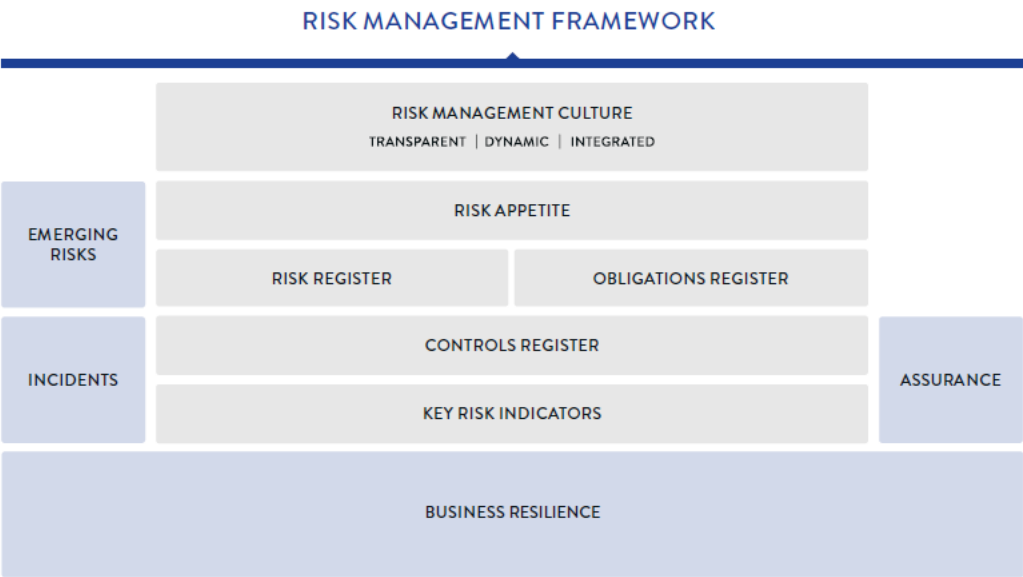 RISK MANAGEMENT FRAMEWORK
RISK MANAGEMENT CULTURE
TRANSPARENT | DYNAMIC | INTEGRATED
EMERGING
RISKS
RISK APPETITE
RISK REGISTER
OBLIGATIONS REGISTER
INCIDENTS
CONTROLS REGISTER
KEY RISK INDICATORS
ASSURANCE
BUSINESS RESILIENCE